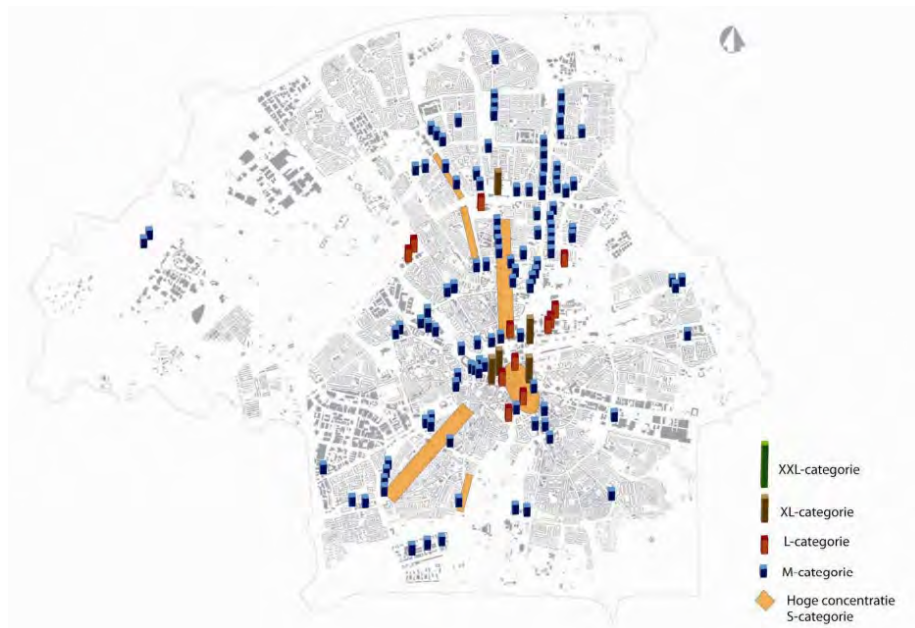 XXL-categorie
XL-categorie
L-categorie
M-categorie
Hoge concentratie
S-categorie